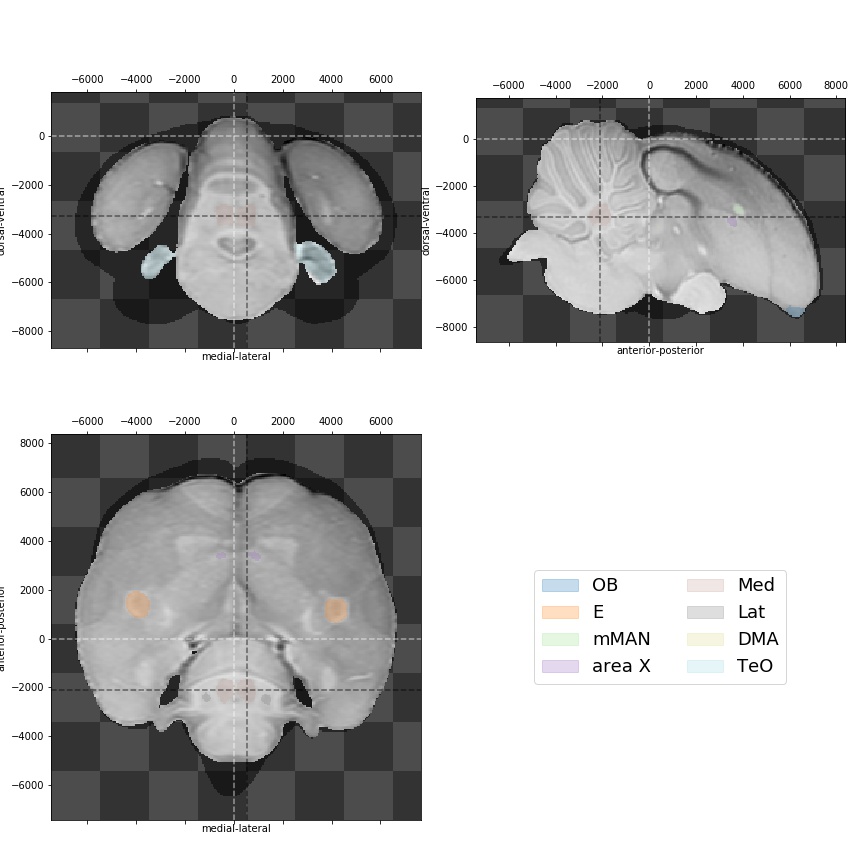 −6000 −4000 −2000 0 2000 4000 6000
0
−2000
−4000
−6000
−8000
dorsal-ventral
medial-lateral
−6000 −4000 −2000 0 2000 4000 6000 8000
0
−2000
−4000
−6000
−8000
dorsal-ventral
anterior-posterior
−6000 −4000 −2000 0 2000 4000 6000
8000
6000
4000
2000
0
−2000
−4000
−6000
anterior-posterior
medial-lateral
OB Med
E Lat
mMAN DMA
area X TeO